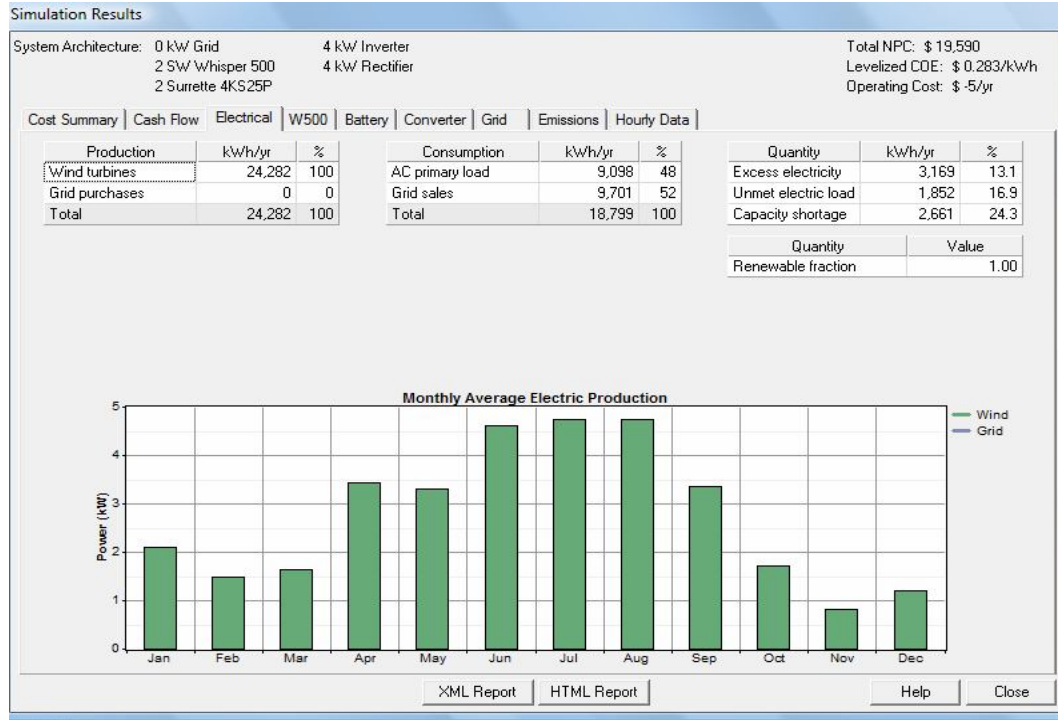 Simulation Results
System Architecture: 0 kW Grid 4 kW Inverter Total NPC: $ 19,590
2 SW Whisper 500 4 kW Rectifier Levelized COE: $ 0.283/kWh
2 Surrette 4KS25P Operating Cost: $ -5/yr
Cost Summary Cash Flow Electrical W500 Battery Converter Grid Emissions Hourly Data
Production kWh/yr % Consumption kWh/yr % Quantity kWh/yr %
Wind turbines 24,282 100 AC primary load 9,098 48 Excess electricity 3,169 13.1
Grid purchases 0 0 Grid sales 9,701 52 Unmet electric load 1,852 16.9
Total 24,282 100 Total 18,799 100 Capacity shortage 2,661 24.3
Quantity Value
Renewable fraction 1.00
Monthly Average Electric Production
5
4
3
2
1
0
Power (kW)
Wind
Grid
Jan Feb Mar Apr May Jun Jul Aug Sep Oct Nov Dec
XML Report HTML Report Help Close